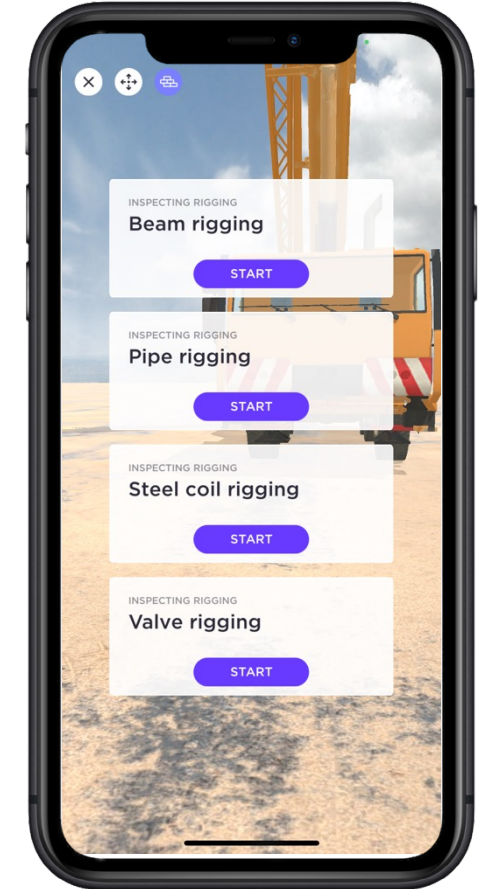 INSPECTING RIGGING
Beam rigging
START
INSPECTING RIGGING
Pipe rigging
START
INSPECTING RIGGING
Steel coil rigging
START
INSPECTING RIGGING
Valve rigging
START